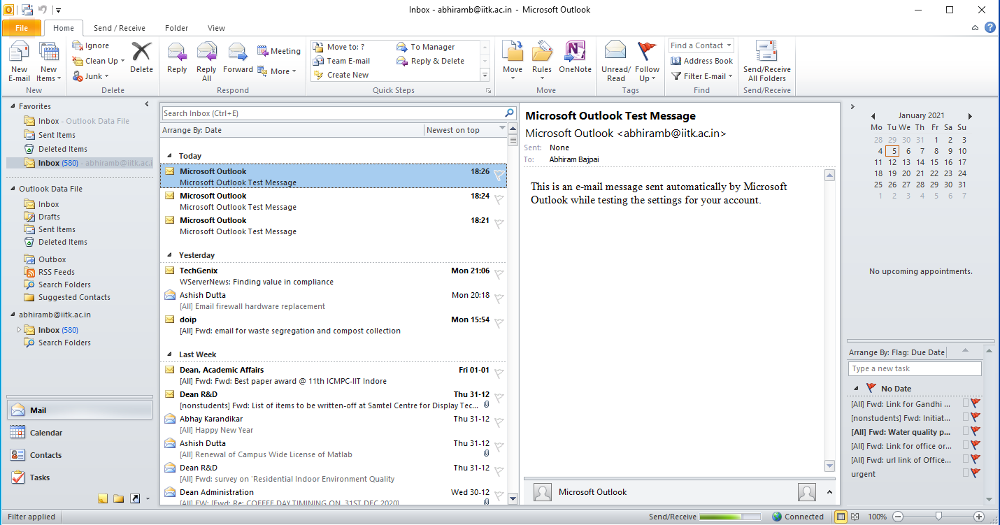 Inbox - abhiramb@iitk.ac.in - Microsoft Outlook
File Home Send / Receive Folder View
New E-mail
New Items
New
Ignore
Clean Up
Junk
Delete
Delete
Reply
Reply All
Forward
Meeting
More
Respond
Move to: ?
Team E-mail
Create New
To Manager
Reply & Delete
Quick Steps
Move
Rules
OneNote
Move
Unread/ Read
Follow Up
Tags
Find a Contact
Address Book
Filter E-mail
Find
Send/Receive All Folders
Send/Receive
Favorites
Inbox - Outlook Data File
Sent Items
Deleted Items
Inbox (580) - abhiramb@iitk.ac.i
Outlook Data File
Inbox
Drafts
Sent Items
Deleted Items
Outbox
RSS Feeds
Search Folders
Suggested Contacts
abhiramb@iitk.ac.in
Inbox (580)
Search Folders
Mail
Calendar
Contacts
Tasks
Search Inbox (Ctrl+E)
Arrange By: Date Newest on top
Today
Microsoft Outlook 18:26
Microsoft Outlook Test Message
Microsoft Outlook 18:24
Microsoft Outlook Test Message
Microsoft Outlook 18:21
Microsoft Outlook Test Message
Yesterday
TechGenix Mon 21:06
WServerNews: Finding value in compliance
Ashish Dutta Mon 20:18
[All] Email firewall hardware replacement
doip Mon 15:54
[All] Fwd: email for waste segregation and compost collection
Last Week
Dean, Academic Affairs Fri 01-01
[All] Fwd: Fwd: Best paper award @ 11th ICMPC-IIT Indore
Dean R&D Thu 31-12
[nonstudents] Fwd: List of items to be written-off at Samtel Centre for Display Tec...
Abhay Karandikar Thu 31-12
[All] Happy New Year
Ashish Dutta Thu 31-12
[All] Renewal of Campus Wide License of Matlab
Dean R&D Thu 31-12
[All] Fwd: survey on 'Residential Indoor Environment Quality
Dean Administration Wed 30-12
[All] FW: [Fwd: Re: COFFEE DAY,TIMINING ON 31ST DEC 2020]
Microsoft Outlook Test Message
Microsoft Outlook <abhiramb@iitk.ac.in>
Sent: None
To: Abhiram Bajpai
This is an e-mail message sent automatically by Microsoft
Outlook while testing the settings for your account.
Microsoft Outlook
January 2021
Mo Tu We Th Fr Sa Su
28 29 30 31 1 2 3
4 5 6 7 8 9 10
11 12 13 14 15 16 17
18 19 20 21 22 23 24
25 26 27 28 29 30 31
1 2 3 4 5 6 7
No upcoming appointments.
Arrange By: Flag: Due Date
Type a new task
No Date
[All] Fwd: Link for Gandhi ...
[nonstudents] Fwd: Initiat...
[All] Fwd: Water quality p...
[All] Fwd: Link for office or...
[All] Fwd: url link of Office...
urgent
Filter applied Send/Receive Connected 100%